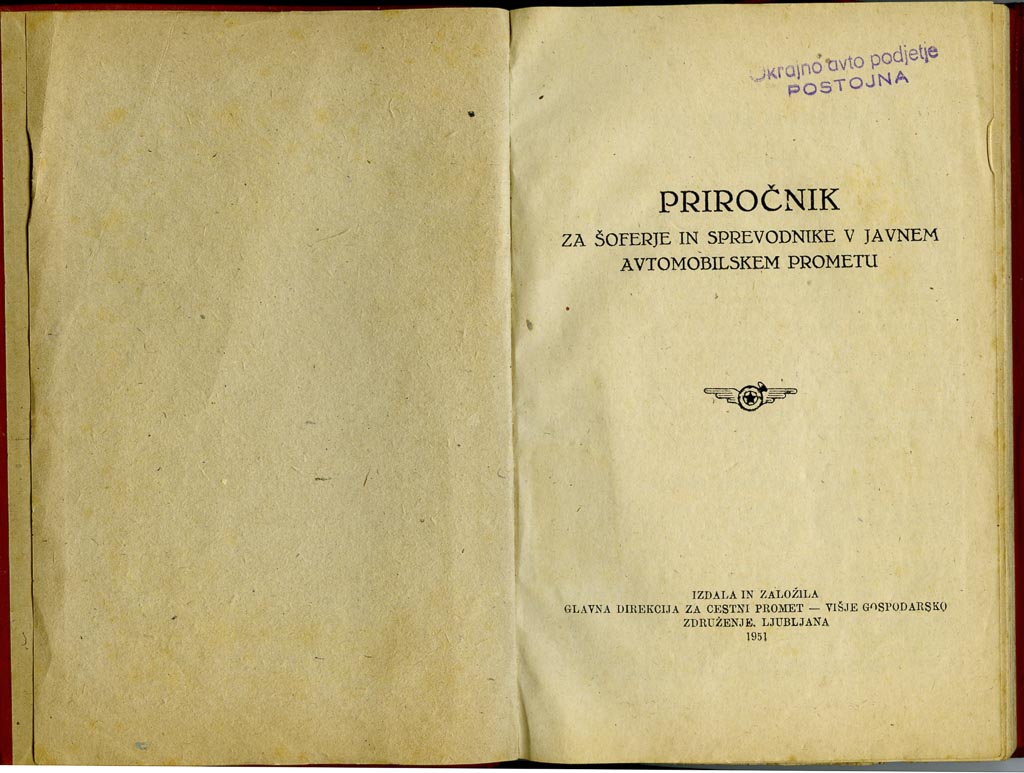 Okrajno avto podjetje
POSTOJNA
PRIROČNIK
ZA ŠOFERJE IN SPREVODNIKE V JAVNEM
AVTOMOBILSKEM PROMETU
IZDALA IN ZALOŽILA
GLAVNA DIREKCIJA ZA CESTNI PROMET — VIŠJE GOSPODARSKO
ZDRUŽENJE, LJUBLJANA
1951